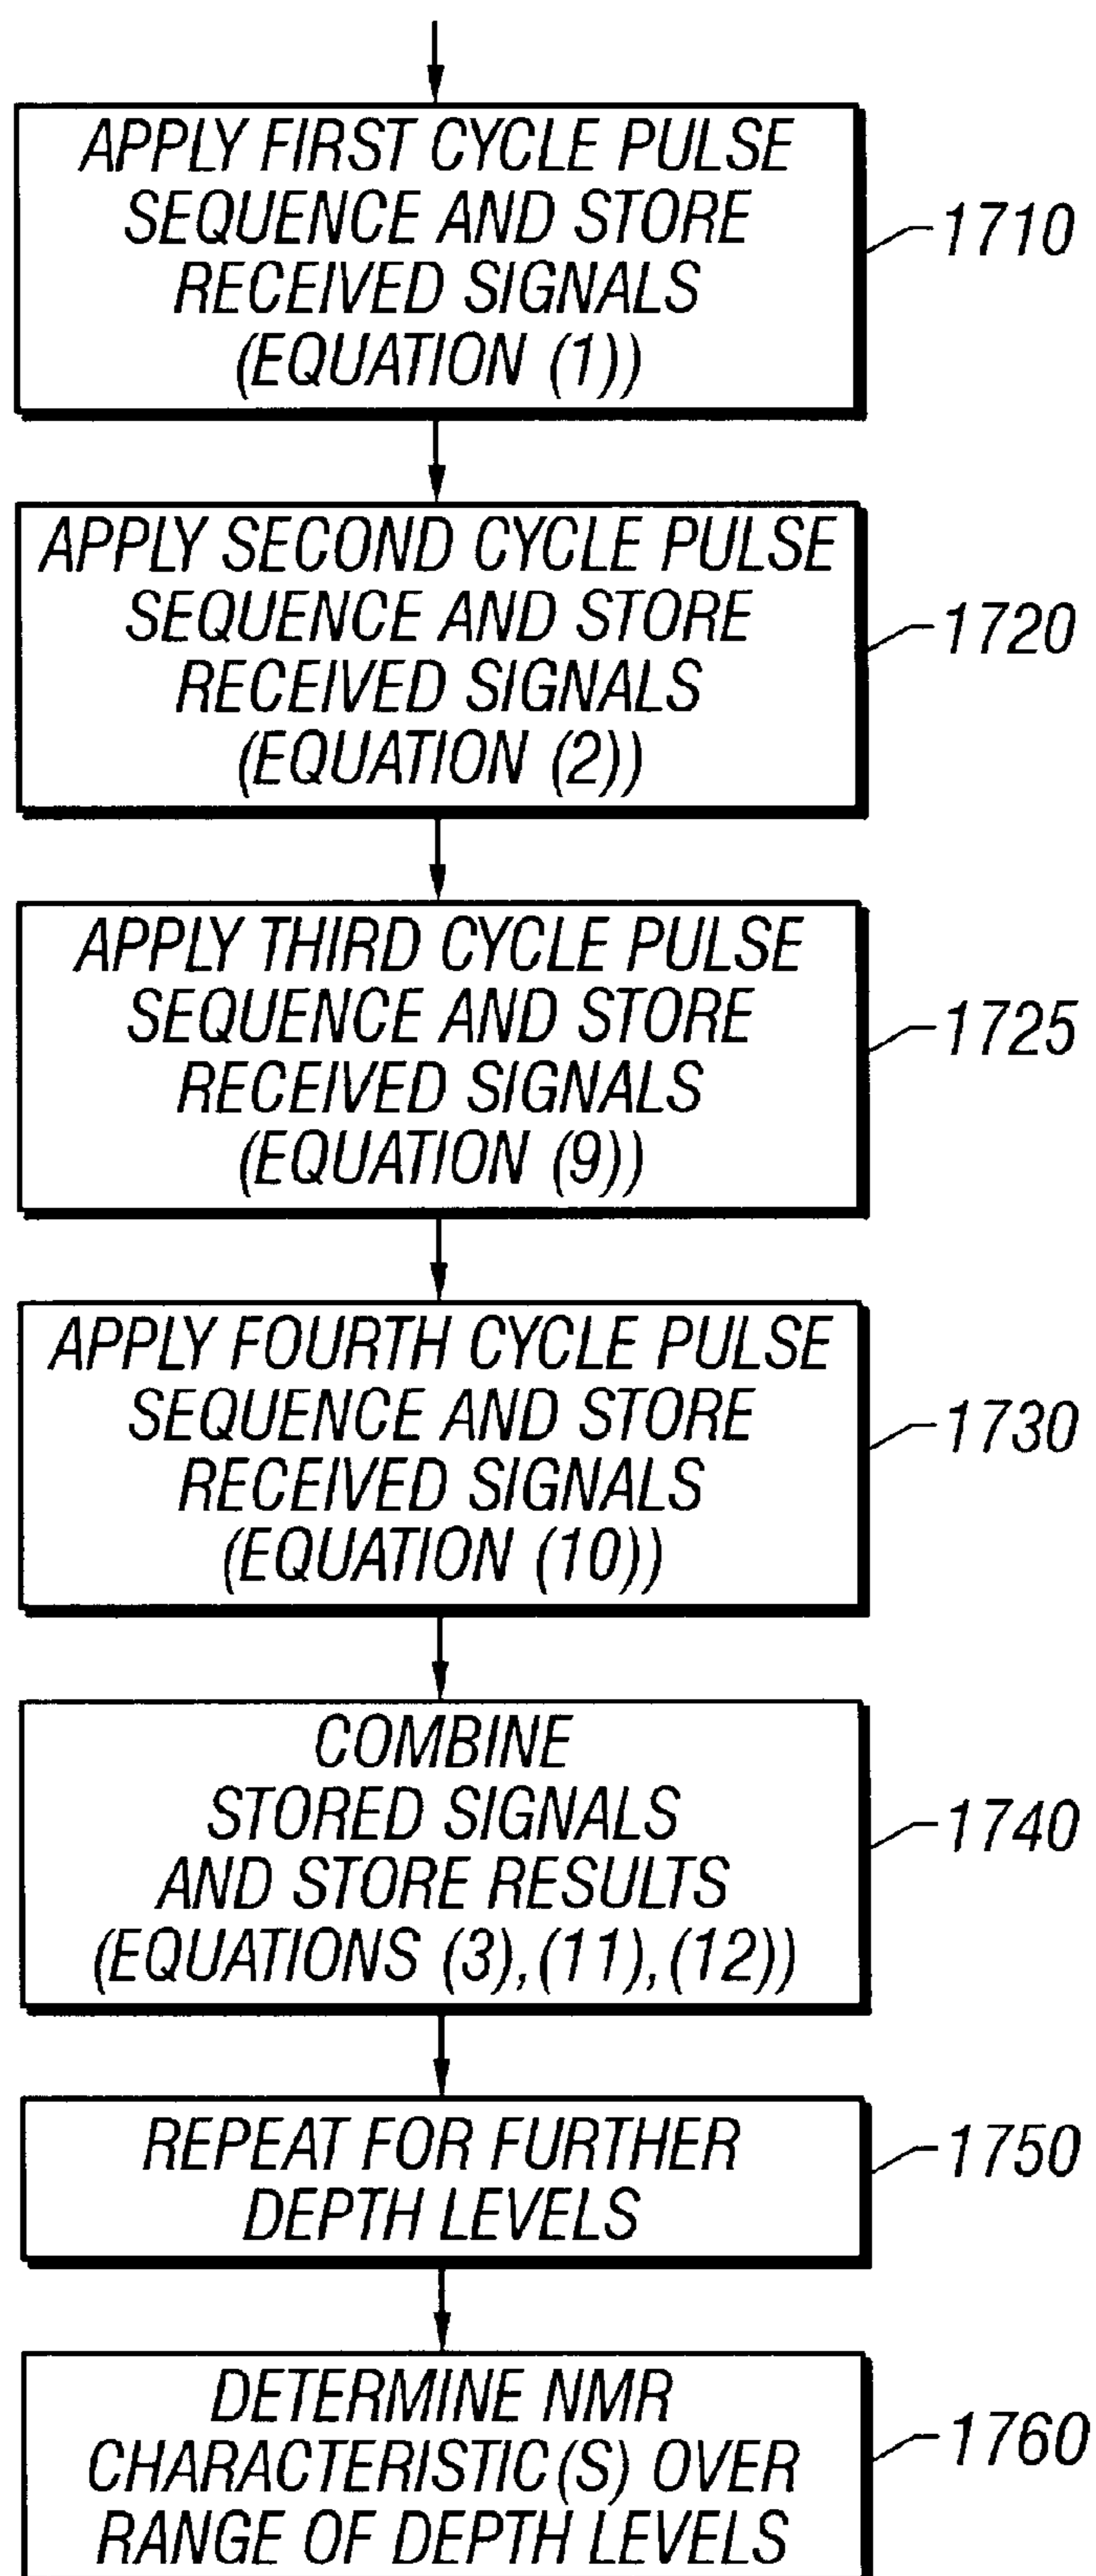 APPLY FIRST CYCLE PULSE
SEQUENCE AND STORE
RECEIVED SIGNALS
(EQUATION (1))
1710
APPLY SECOND CYCLE PULSE
SEQUENCE AND STORE
RECEIVED SIGNALS
(EQUATION (2))
1720
APPLY THIRD CYCLE PULSE
SEQUENCE AND STORE
RECEIVED SIGNALS
(EQUATION (9))
1725
APPLY FOURTH CYCLE PULSE
SEQUENCE AND STORE
RECEIVED SIGNALS
(EQUATION (10))
1730
COMBINE
STORED SIGNALS
AND STORE RESULTS
(EQUATIONS (3),(11),(12))
1740
REPEAT FOR FURTHER
DEPTH LEVELS
1750
DETERMINE NMR
CHARACTERISTIC(S) OVER
RANGE OF DEPTH LEVELS
1760